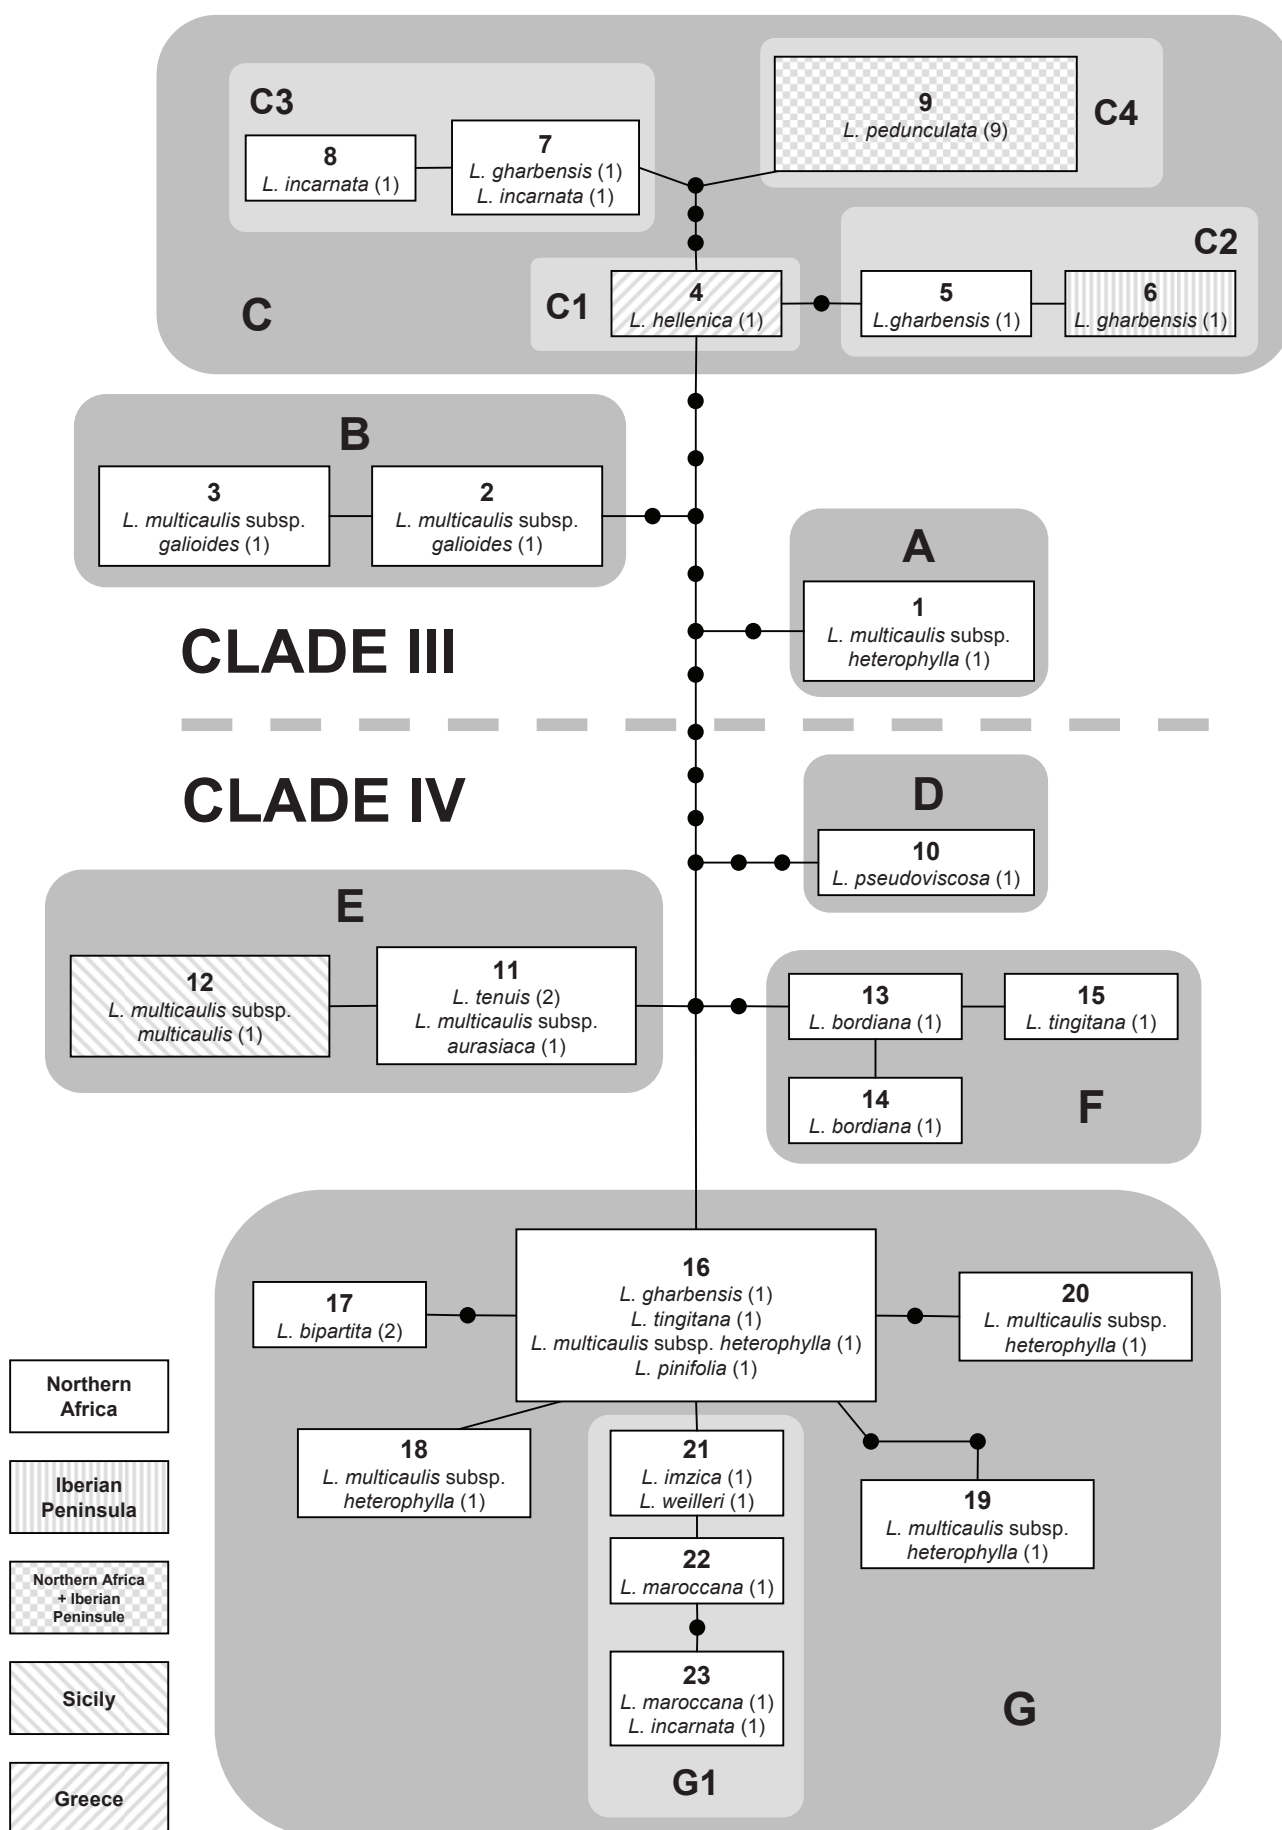 C3
8
L. incarnata (1)
7
L. gharbensis (1)
L. incarnata (1)
9
L. pedunculata (9)
C4
C2
C1
4
L. hellenica (1)
5
L.gharbensis (1)
6
L. gharbensis (1)
C
B
3
L. multicaulis subsp.
galioides (1)
2
L. multicaulis subsp.
galioides (1)
A
1
L. multicaulis subsp.
heterophylla (1)
CLADE III
CLADE IV
D
10
L. pseudoviscosa (1)
E
12
L. multicaulis subsp.
multicaulis (1)
11
L. tenuis (2)
L. multicaulis subsp.
aurasiaca (1)
13
L. bordiana (1)
15
L. tingitana (1)
14
L. bordiana (1)
F
16
L. gharbensis (1)
L. tingitana (1)
L. multicaulis subsp. heterophylla (1)
L. pinifolia (1)
17
L. bipartita (2)
20
L. multicaulis subsp.
heterophylla (1)
18
L. multicaulis subsp.
heterophylla (1)
21
L. imzica (1)
L. weilleri (1)
19
L. multicaulis subsp.
heterophylla (1)
22
L. maroccana (1)
23
L. maroccana (1)
L. incarnata (1)
G1
G
Northern
Africa
Iberian
Peninsula
Northern Africa
+ Iberian
Peninsule
Sicily
Greece